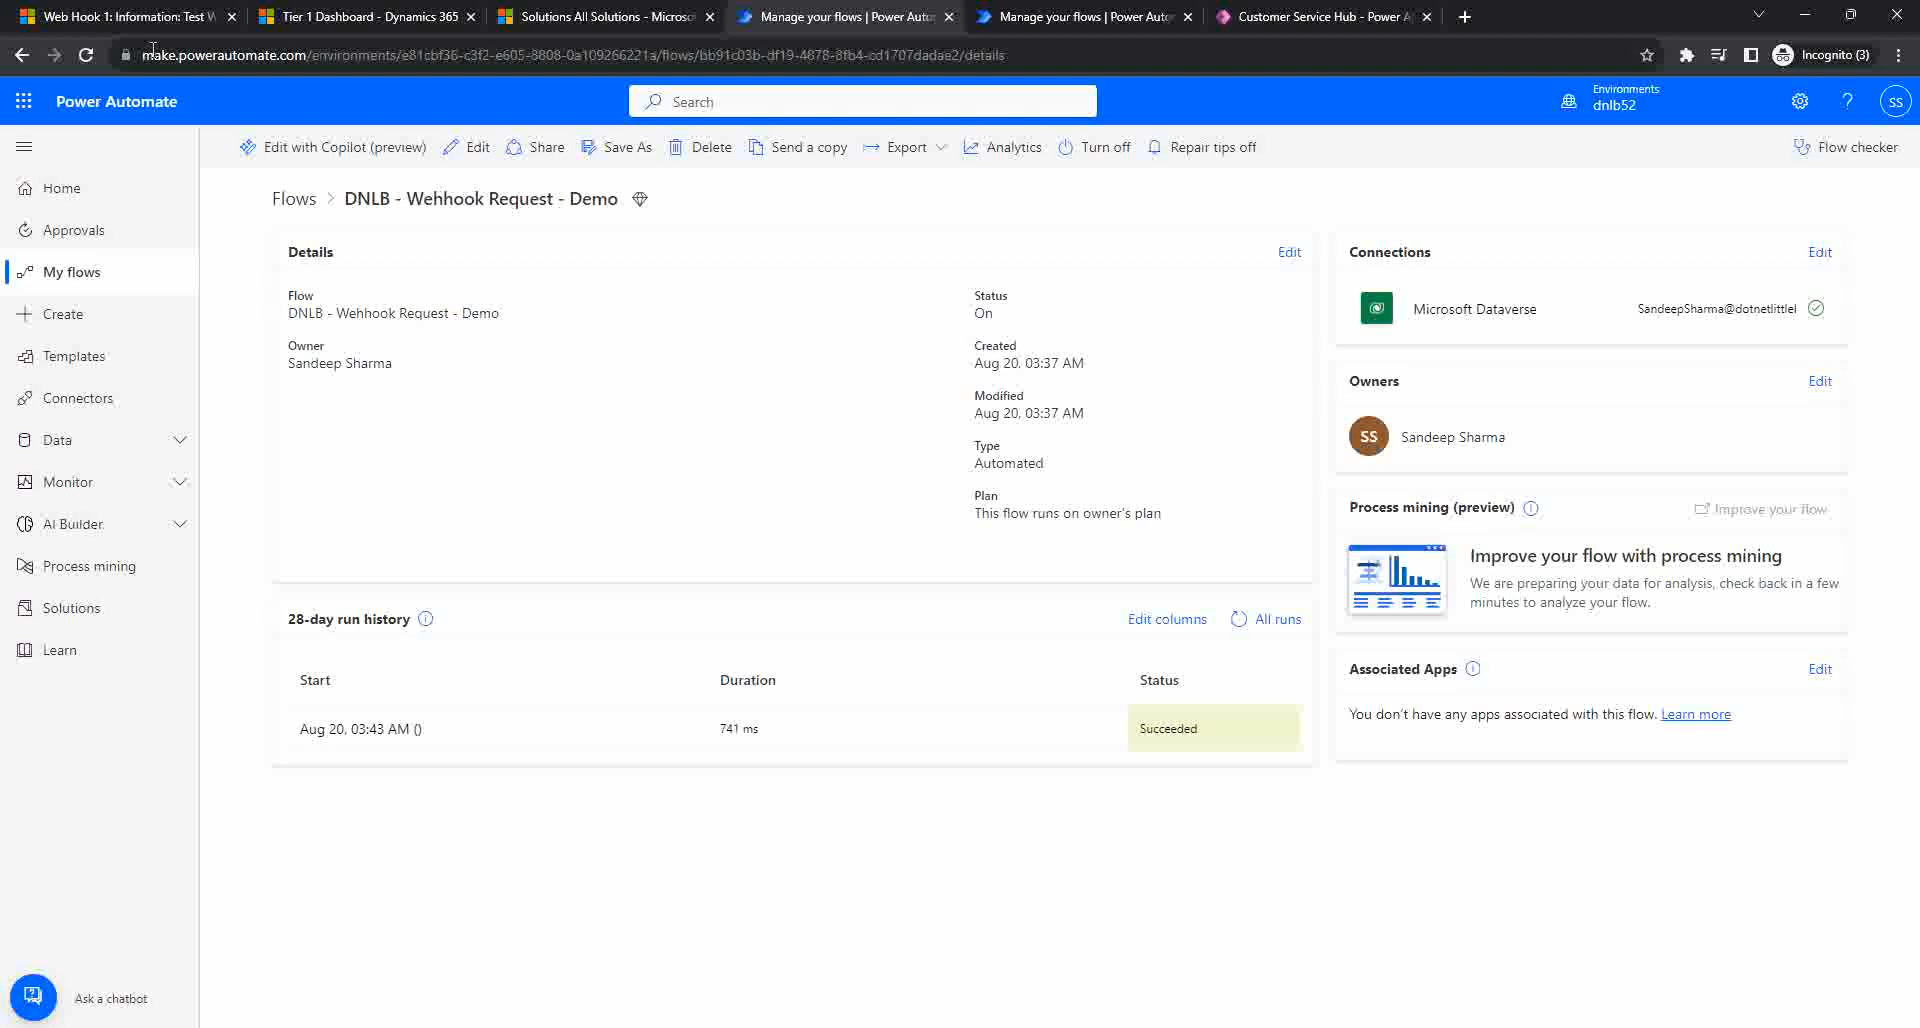 Web Hook 1: Information: Test W
Tier 1 Dashboard - Dynamics 365
Solutions All Solutions - Microso
Manage your flows | Power Auto
Manage your flows | Power Auto
Customer Service Hub - Power A
make.powerautomate.com/environments/e81cbf36-c3f2-e605-8808-0a109266221a/flows/bb91c03b-df19-4878-8fb4-cd1707dadae2/details
Incognito (3)
Power Automate
Search
Environments
dnlb52
SS
Edit with Copilot (preview)
Edit
Share
Save As
Delete
Send a copy
Export
Analytics
Turn off
Repair tips off
Flow checker
Home
Approvals
My flows
Create
Templates
Connectors
Data
Monitor
AI Builder
Process mining
Solutions
Learn
Ask a chatbot
Flows > DNLB - Wehhook Request - Demo
Details
Edit
Flow
DNLB - Wehhook Request - Demo
Owner
Sandeep Sharma
Status
On
Created
Aug 20, 03:37 AM
Modified
Aug 20, 03:37 AM
Type
Automated
Plan
This flow runs on owner's plan
28-day run history
Edit columns
All runs
Start
Duration
Status
Aug 20, 03:43 AM ()
741 ms
Succeeded
Connections
Edit
Microsoft Dataverse
SandeepSharma@dotnetlittlel
Owners
Edit
SS
Sandeep Sharma
Process mining (preview)
Improve your flow
Improve your flow with process mining
We are preparing your data for analysis, check back in a few
minutes to analyze your flow.
Associated Apps
Edit
You don't have any apps associated with this flow. Learn more